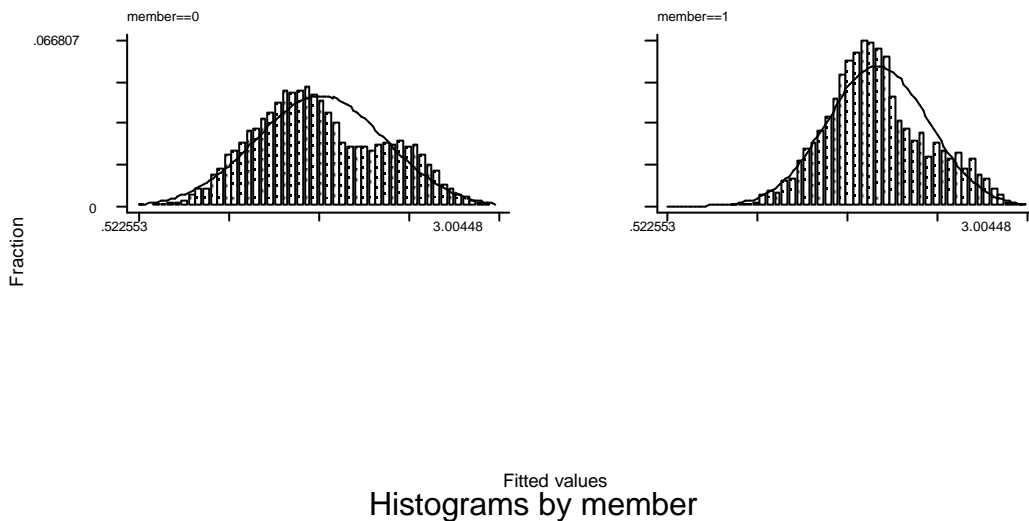 member==0
member==1
.066807
0
.522553
3.00448
.522553
3.00448
Fraction
Fitted values
Histograms by member